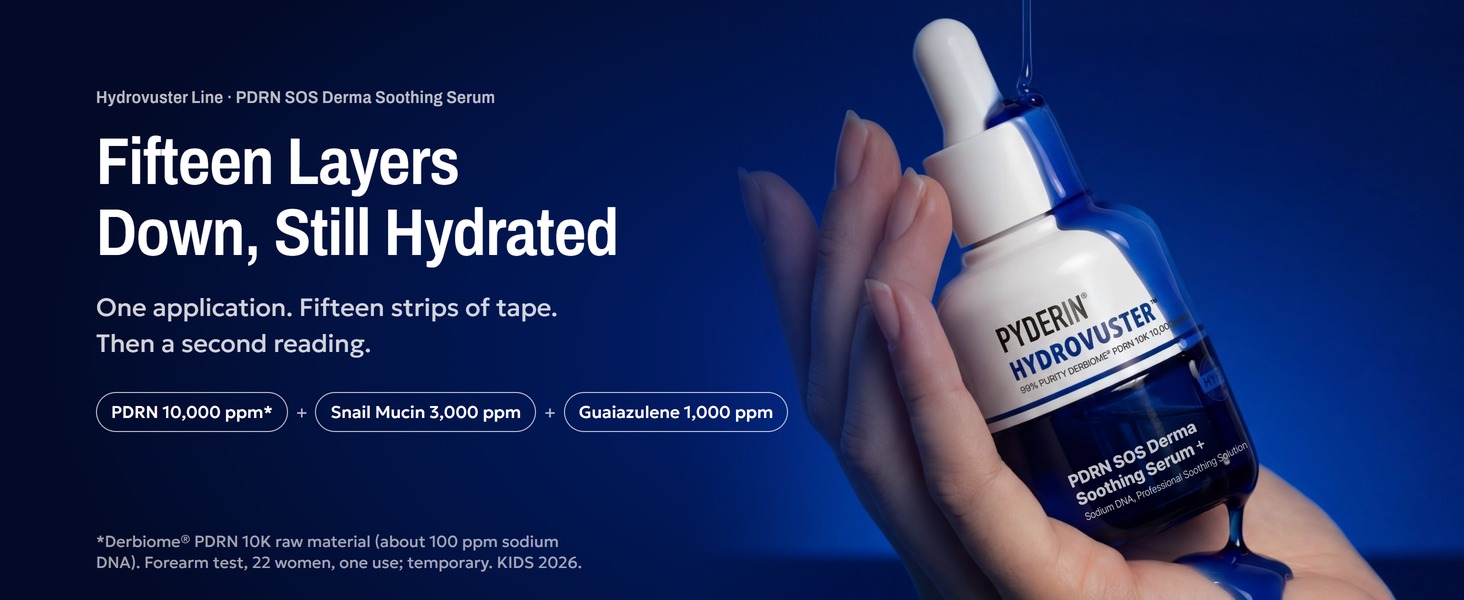 Hydrovuster Line · PDRN SOS Derma Soothing Serum
Fifteen Layers
Down, Still Hydrated
One application. Fifteen strips of tape.
Then a second reading.
PDRN 10,000 ppm* + Snail Mucin 3,000 ppm + Guaiazulene 1,000 ppm
*Derbiome® PDRN 10K raw material (about 100 ppm sodium
DNA). Forearm test, 22 women, one use; temporary. KIDS 2026.
PYDERIN®
HYDROVUSTER™
99% PURITY DERBIOME® PDRN 10K
PDRN SOS Derma
Soothing Serum +
Sodium DNA, Professional Soothing Solution